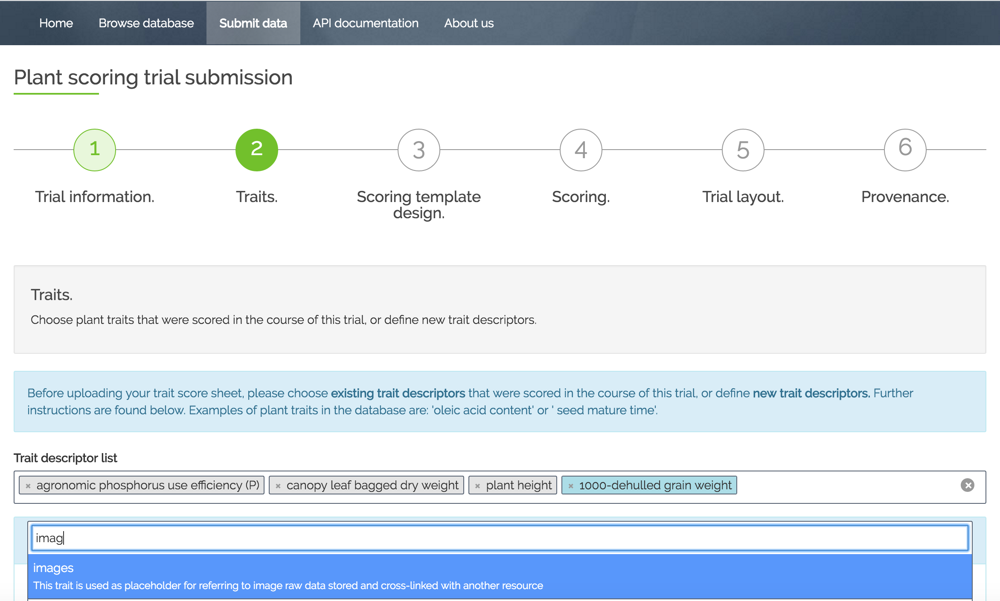 Home Browse database Submit data API documentation About us
Plant scoring trial submission
1 2 3 4 5 6
Trial information. Traits. Scoring template Scoring. Trial layout. Provenance.
design.
Traits.
Choose plant traits that were scored in the course of this trial, or define new trait descriptors.
Before uploading your trait score sheet, please choose existing trait descriptors that were scored in the course of this trial, or define new trait descriptors. Further
instructions are found below. Examples of plant traits in the database are: 'oleic acid content' or ' seed mature time'.
Trait descriptor list
× agronomic phosphorus use efficiency (P) × canopy leaf bagged dry weight × plant height × 1000-dehulled grain weight
imag
images
This trait is used as placeholder for referring to image raw data stored and cross-linked with another resource